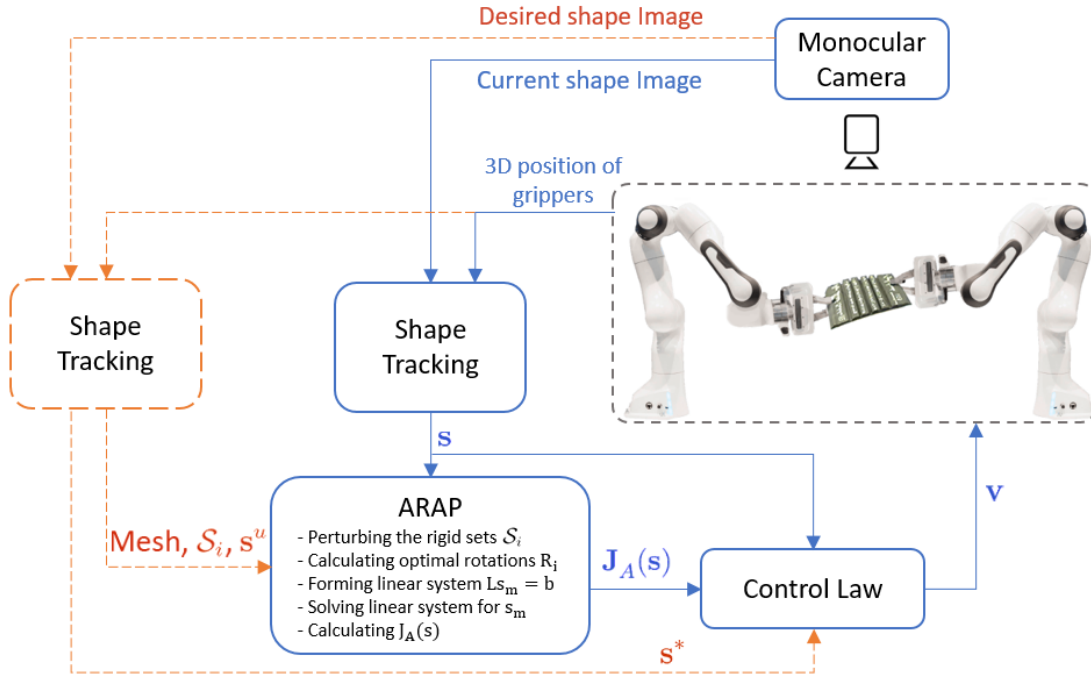 Desired shape Image
Monocular
Camera
Current shape Image
3D position of
grippers
Shape
Tracking
Shape
Tracking
s
v
Mesh, 𝒮ᵢ, sᵘ
ARAP
- Perturbing the rigid sets 𝒮ᵢ
- Calculating optimal rotations Rᵢ
- Forming linear system Lsₘ = b
- Solving linear system for sₘ
- Calculating J_A(s)
J_A(s)
Control Law
s*